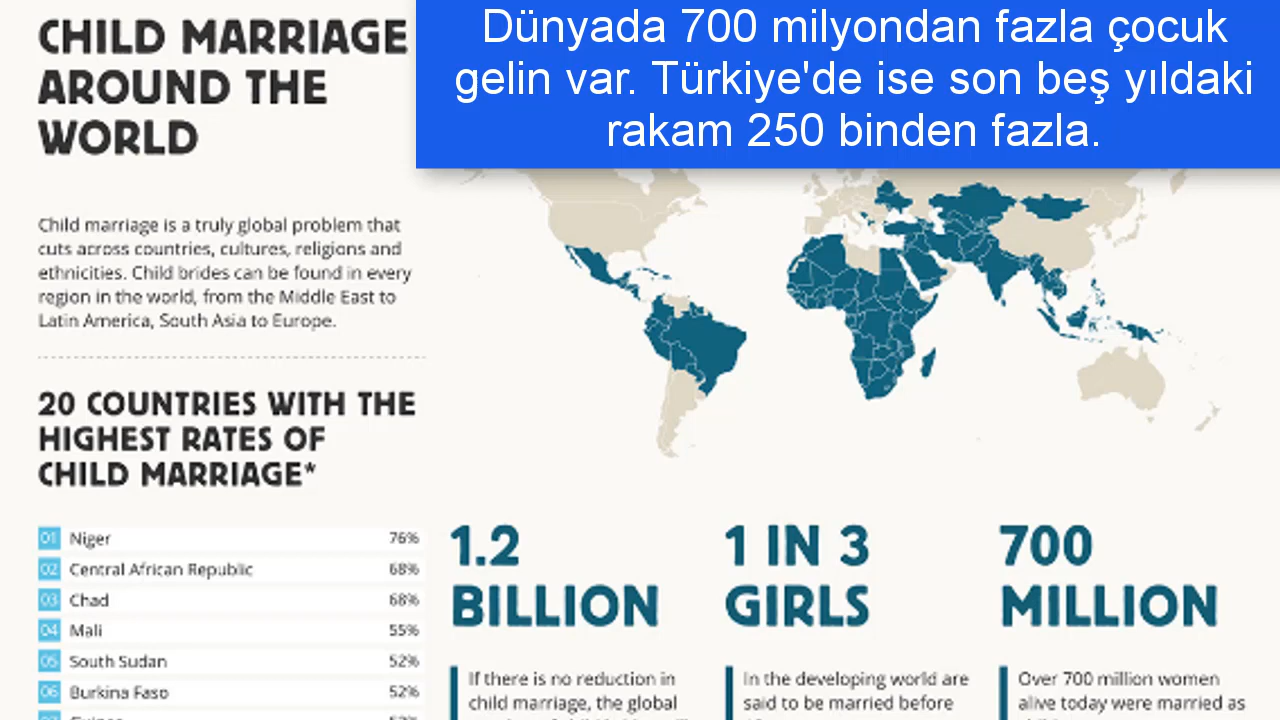 CHILD MARRIAGE
AROUND THE
WORLD
Dünyada 700 milyondan fazla çocuk
gelin var. Türkiye'de ise son beş yıldaki
rakam 250 binden fazla.
Child marriage is a truly global problem that
cuts across countries, cultures, religions and
ethnicities. Child brides can be found in every
region in the world, from the Middle East to
Latin America, South Asia to Europe.
20 COUNTRIES WITH THE
HIGHEST RATES OF
CHILD MARRIAGE*
01 Niger 76%
02 Central African Republic 68%
03 Chad 68%
04 Mali 55%
05 South Sudan 52%
06 Burkina Faso 52%
1.2
BILLION
If there is no reduction in
child marriage, the global
1 IN 3
GIRLS
In the developing world are
said to be married before
700
MILLION
Over 700 million women
alive today were married as